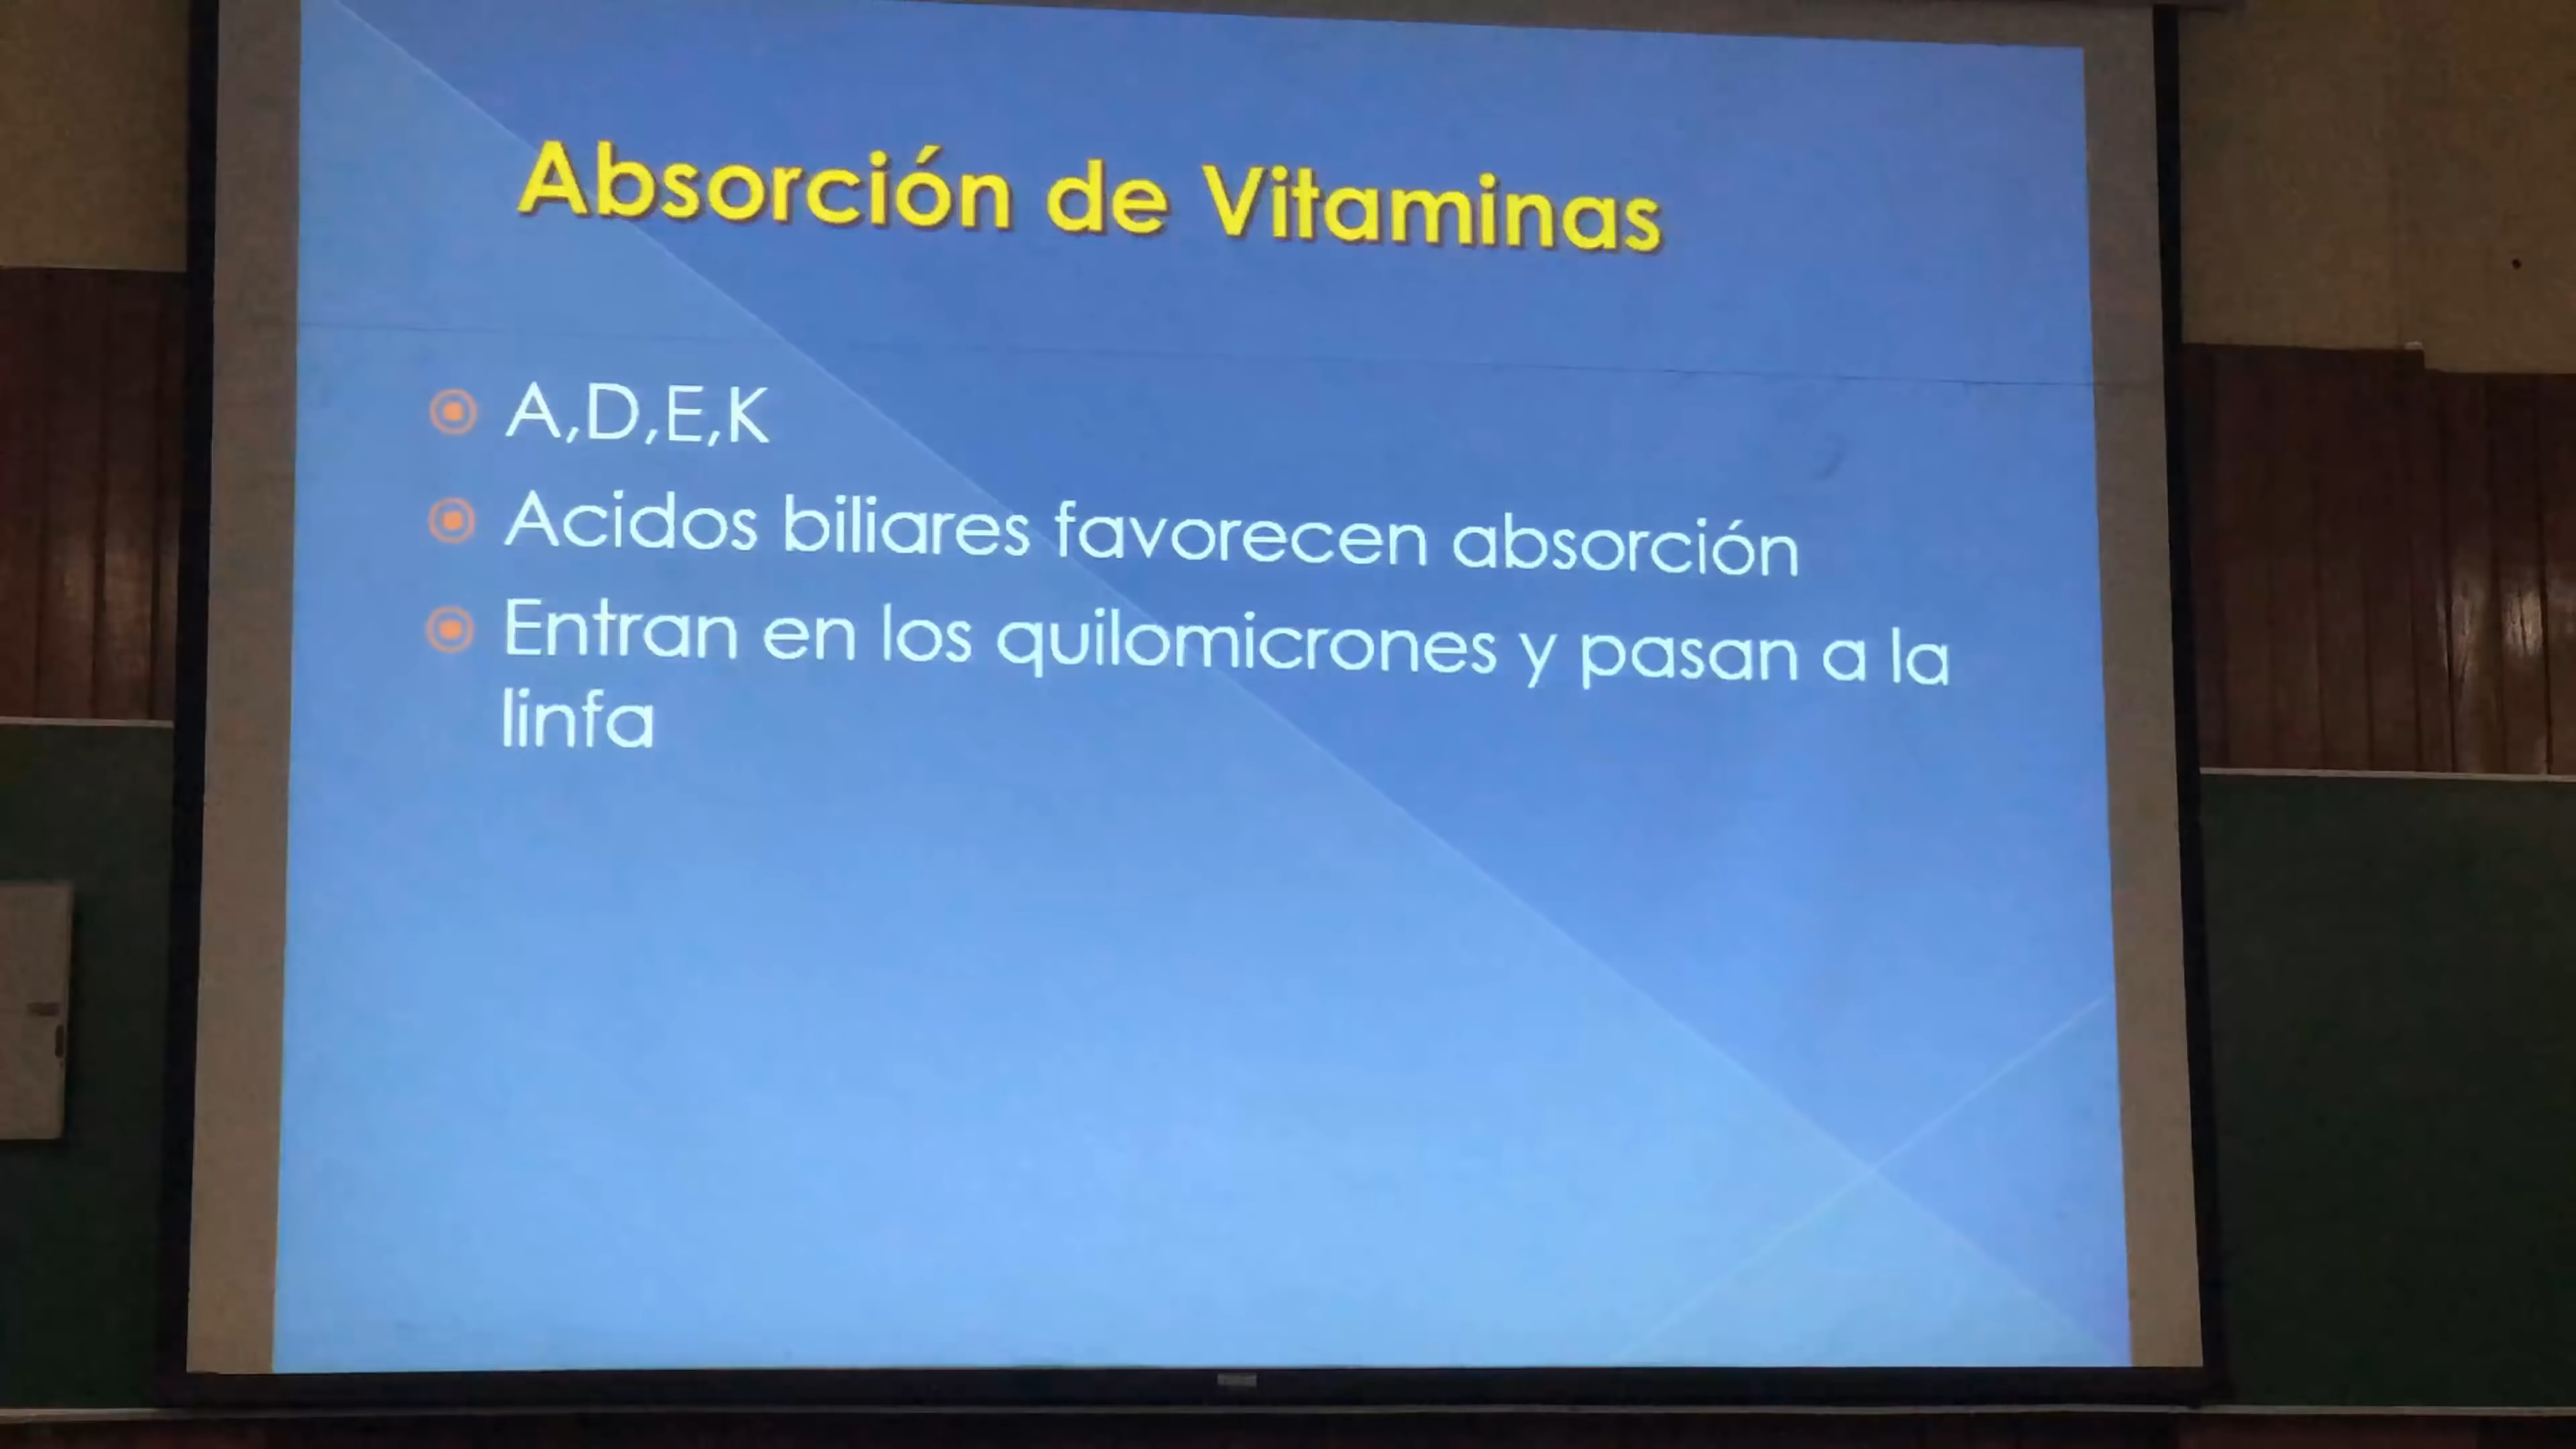 Absorción de Vitaminas
A,D,E,K
Acidos biliares favorecen absorción
Entran en los quilomicrones y pasan a la
linfa